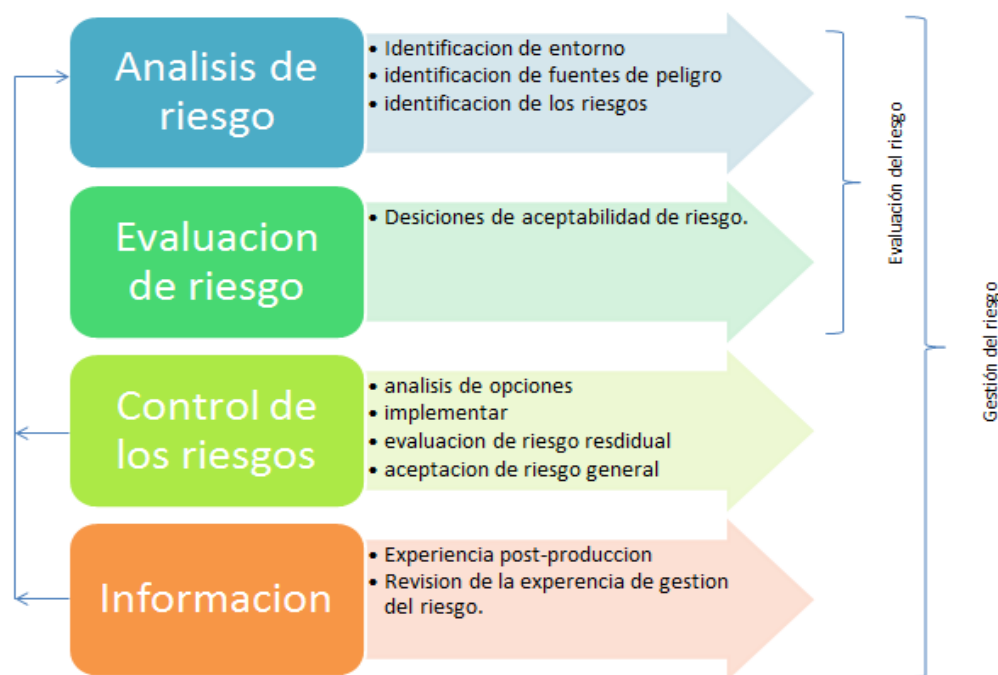 Analisis de
riesgo
• Identificacion de entorno
• identificacion de fuentes de peligro
• identificacion de los riesgos
Evaluacion
de riesgo
• Desiciones de aceptabilidad de riesgo.
Control de
los riesgos
• analisis de opciones
• implementar
• evaluacion de riesgo resdidual
• aceptacion de riesgo general
Informacion
• Experiencia post-produccion
• Revision de la experencia de gestion
del riesgo.
Evaluación del riesgo
Gestión del riesgo